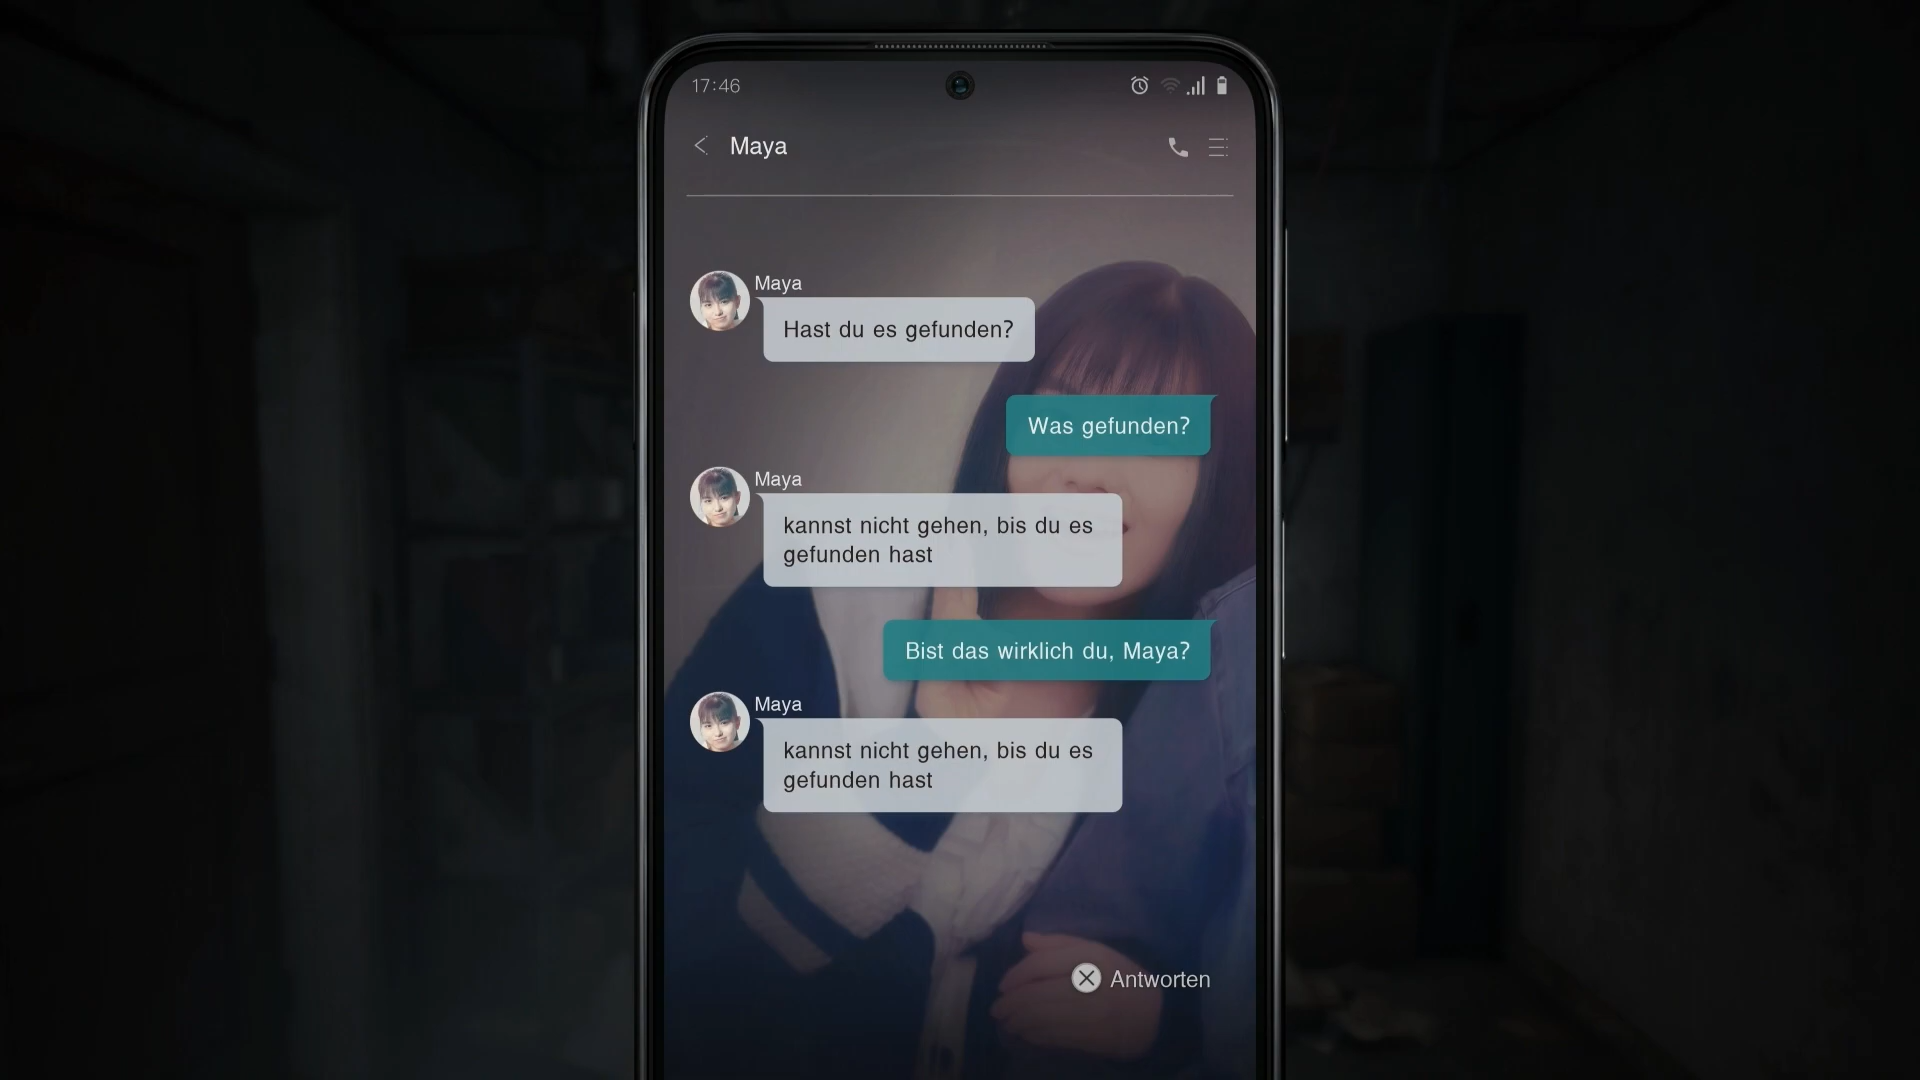 17:46
Maya
Maya
Hast du es gefunden?
Was gefunden?
Maya
kannst nicht gehen, bis du es
gefunden hast
Bist das wirklich du, Maya?
Maya
kannst nicht gehen, bis du es
gefunden hast
Antworten